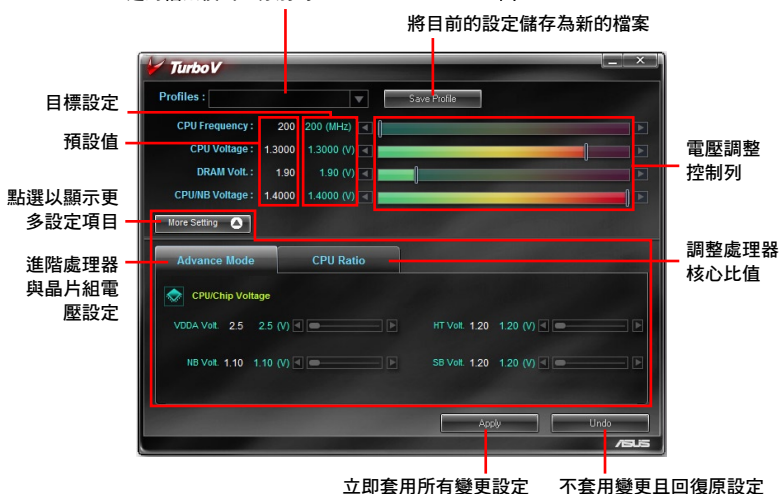 將目前的設定儲存為新的檔案
TurboV
Profiles :
Save Profile
目標設定
預設值
CPU Frequency : 200 200 (MHz)
CPU Voltage : 1.3000 1.3000 (V)
DRAM Volt. : 1.90 1.90 (V)
CPU/NB Voltage : 1.4000 1.4000 (V)
電壓調整
控制列
點選以顯示更
多設定項目
More Setting
進階處理器
與晶片組電
壓設定
Advance Mode
CPU Ratio
調整處理器
核心比值
CPU/Chip Voltage
VDDA Volt. 2.5 2.5 (V)
HT Volt. 1.20 1.20 (V)
NB Volt. 1.10 1.10 (V)
SB Volt. 1.20 1.20 (V)
Apply
Undo
ASUS
立即套用所有變更設定
不套用變更且回復原設定